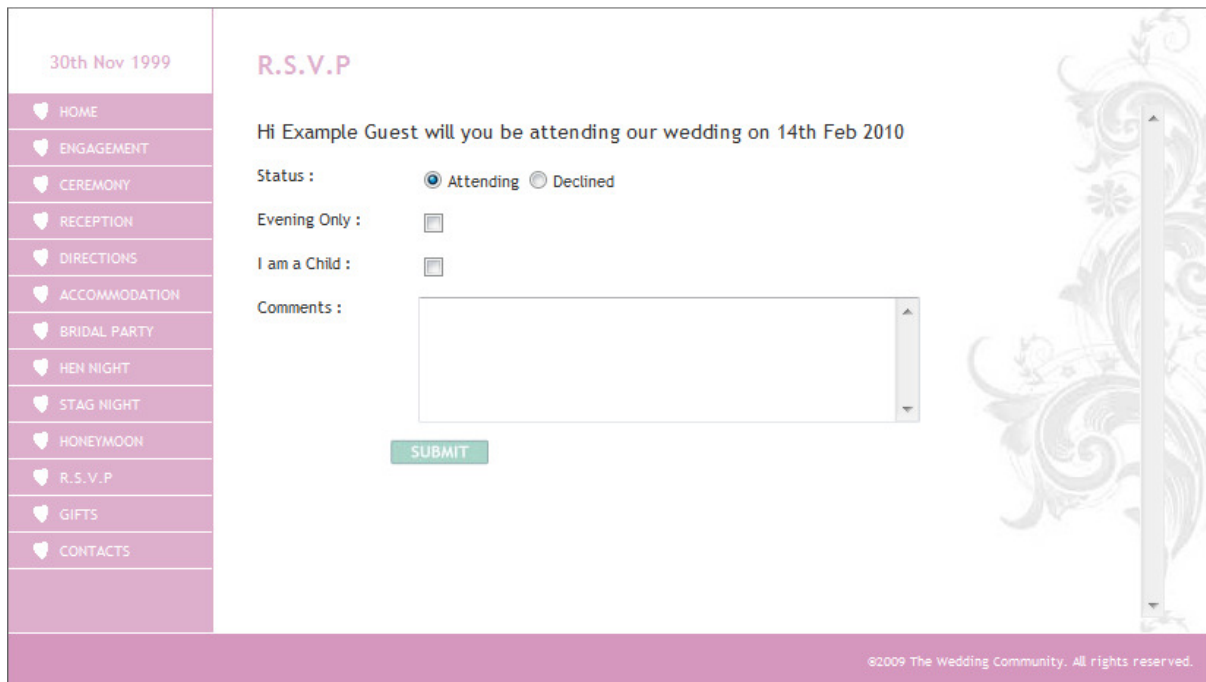 30th Nov 1999
HOME
ENGAGEMENT
CEREMONY
RECEPTION
DIRECTIONS
ACCOMMODATION
BRIDAL PARTY
HEN NIGHT
STAG NIGHT
HONEYMOON
R.S.V.P
GIFTS
CONTACTS
R.S.V.P
Hi Example Guest will you be attending our wedding on 14th Feb 2010
Status : Attending Declined
Evening Only :
I am a Child :
Comments :
SUBMIT
©2009 The Wedding Community. All rights reserved.